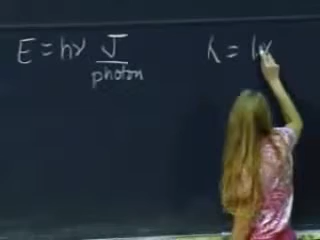 E = hν J
photon
h =